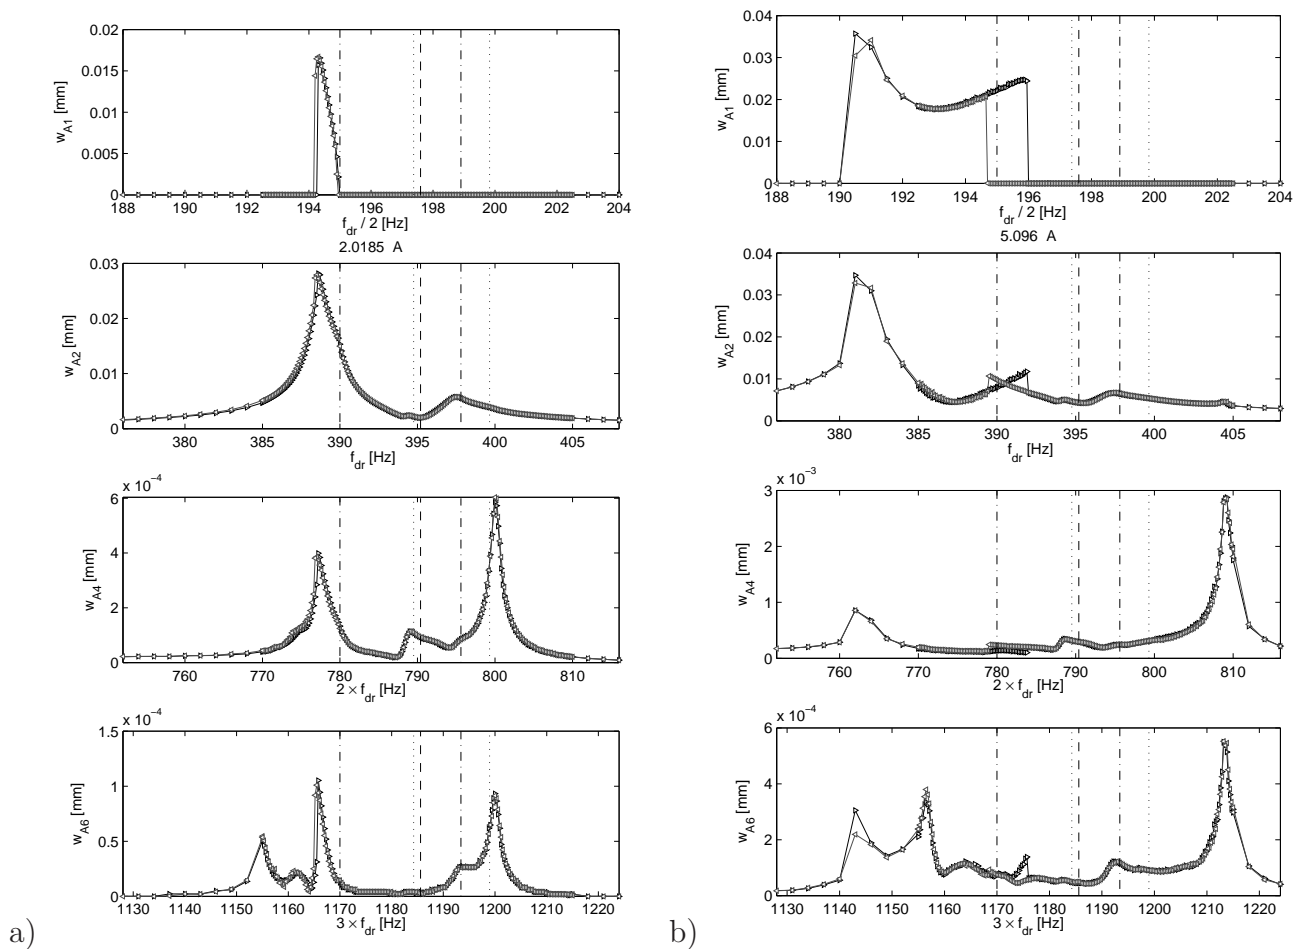 0.02
0.015
0.01
0.005
0
w_A1 [mm]
188 190 192 194 196 198 200 202 204
f_dr / 2 [Hz]
2.0185 A
0.03
0.02
0.01
0
w_A2 [mm]
380 385 390 395 400 405
f_dr [Hz]
x 10^−4
6
4
2
0
w_A4 [mm]
760 770 780 790 800 810
2 × f_dr [Hz]
x 10^−4
1.5
1
0.5
0
w_A6 [mm]
1130 1140 1150 1160 1170 1180 1190 1200 1210 1220
3 × f_dr [Hz]
a)
0.04
0.03
0.02
0.01
0
w_A1 [mm]
188 190 192 194 196 198 200 202 204
f_dr / 2 [Hz]
5.096 A
0.04
0.03
0.02
0.01
0
w_A2 [mm]
380 385 390 395 400 405
f_dr [Hz]
x 10^−3
3
2
1
0
w_A4 [mm]
760 770 780 790 800 810
2 × f_dr [Hz]
x 10^−4
6
4
2
0
w_A6 [mm]
1130 1140 1150 1160 1170 1180 1190 1200 1210 1220
3 × f_dr [Hz]
b)